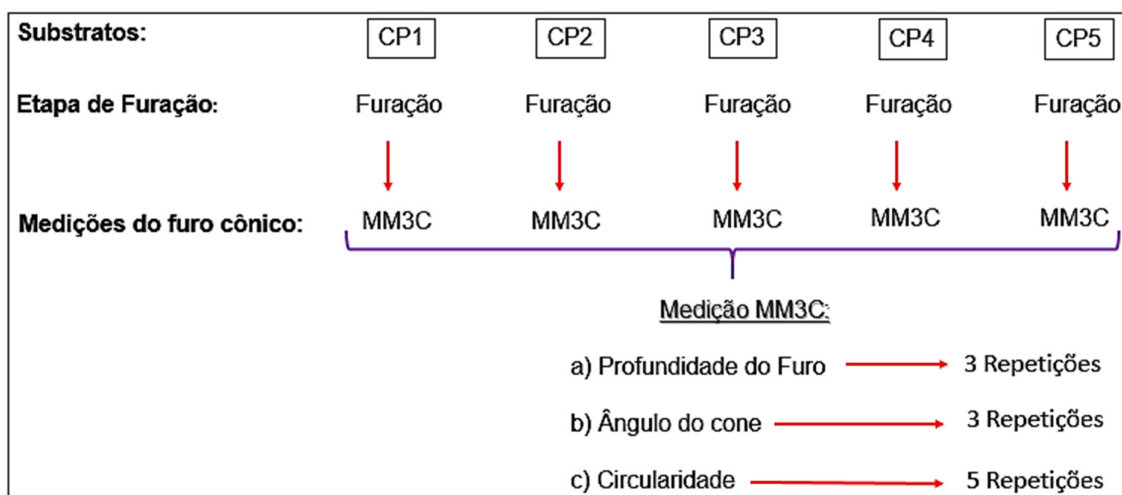 Substratos: CP1 CP2 CP3 CP4 CP5
Etapa de Furação: Furação Furação Furação Furação Furação
Medições do furo cônico: MM3C MM3C MM3C MM3C MM3C
Medição MM3C:
a) Profundidade do Furo 3 Repetições
b) Ângulo do cone 3 Repetições
c) Circularidade 5 Repetições